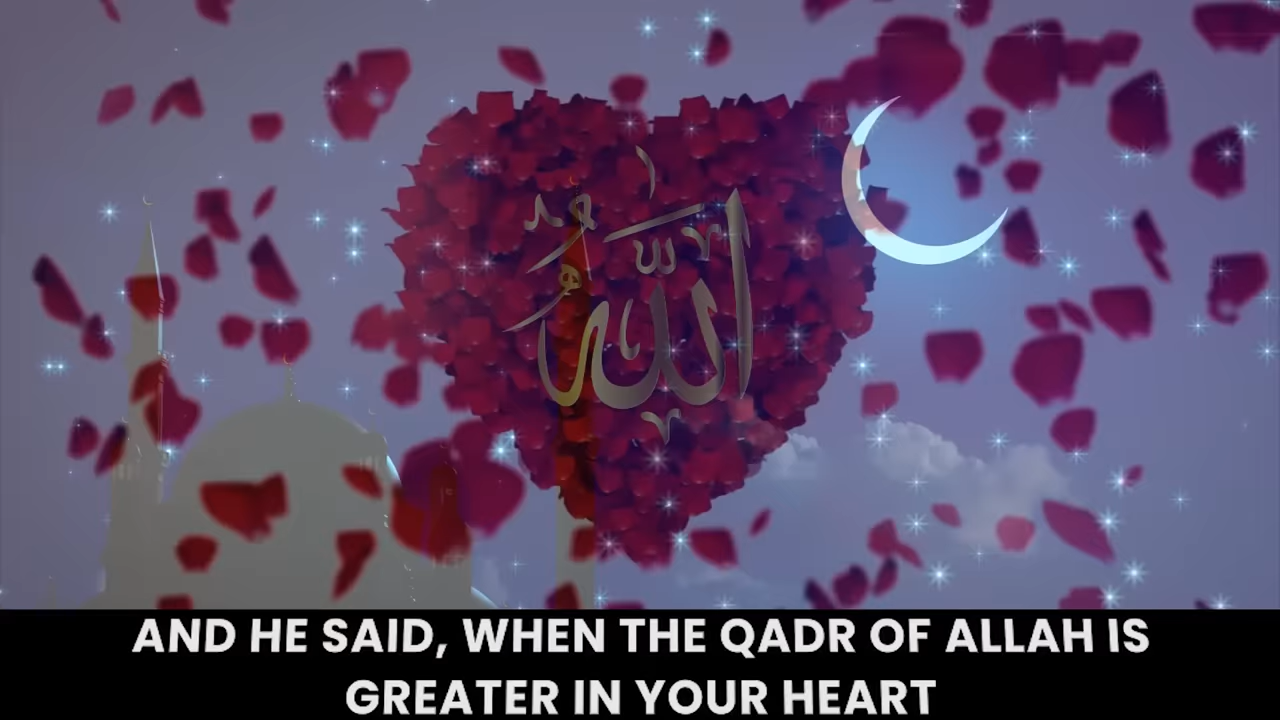 الله
AND HE SAID, WHEN THE QADR OF ALLAH IS
GREATER IN YOUR HEART